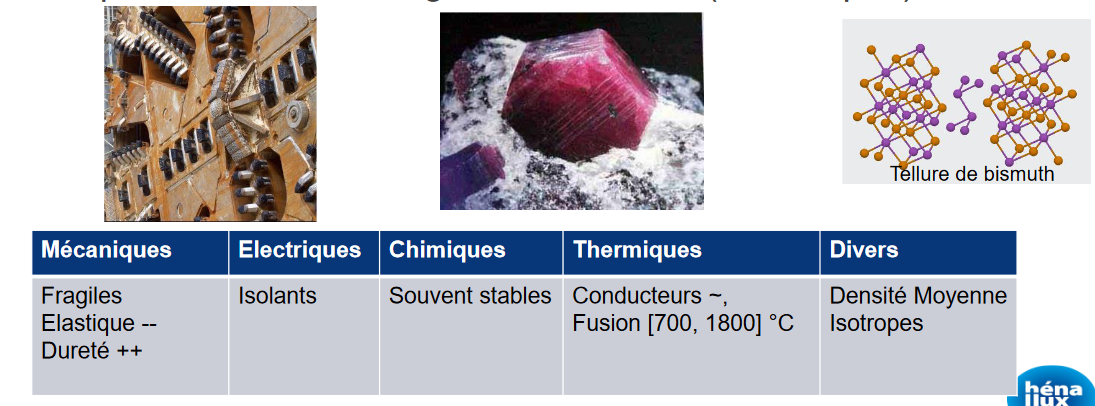 Tellure de bismuth
Mécaniques
Electriques
Chimiques
Thermiques
Divers
Fragiles
Elastique --
Dureté ++
Isolants
Souvent stables
Conducteurs ~,
Fusion [700, 1800] °C
Densité Moyenne
Isotropes
héna
llux